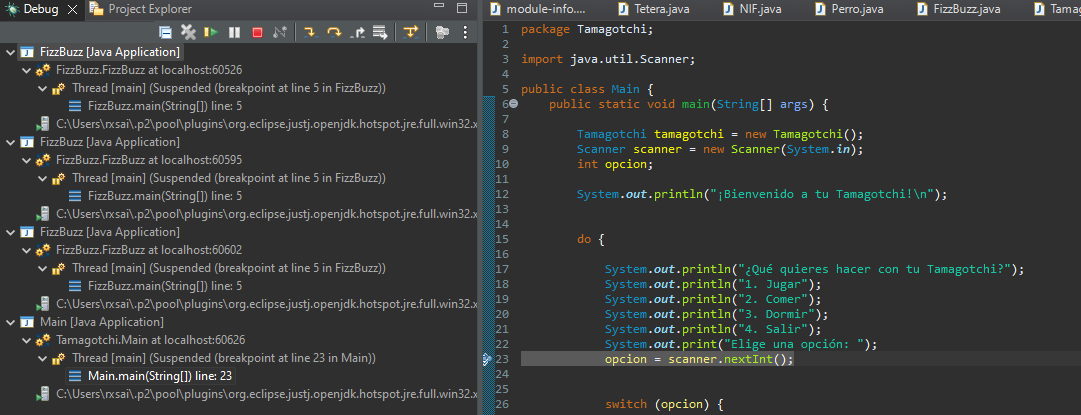 Debug
Project Explorer
FizzBuzz [Java Application]
FizzBuzz.FizzBuzz at localhost:60526
Thread [main] (Suspended (breakpoint at line 5 in FizzBuzz))
FizzBuzz.main(String[]) line: 5
C:\Users\rxsai\.p2\pool\plugins\org.eclipse.justj.openjdk.hotspot.jre.full.win32.x
FizzBuzz [Java Application]
FizzBuzz.FizzBuzz at localhost:60595
Thread [main] (Suspended (breakpoint at line 5 in FizzBuzz))
FizzBuzz.main(String[]) line: 5
C:\Users\rxsai\.p2\pool\plugins\org.eclipse.justj.openjdk.hotspot.jre.full.win32.x
FizzBuzz [Java Application]
FizzBuzz.FizzBuzz at localhost:60602
Thread [main] (Suspended (breakpoint at line 5 in FizzBuzz))
FizzBuzz.main(String[]) line: 5
C:\Users\rxsai\.p2\pool\plugins\org.eclipse.justj.openjdk.hotspot.jre.full.win32.x
Main [Java Application]
Tamagotchi.Main at localhost:60626
Thread [main] (Suspended (breakpoint at line 23 in Main))
Main.main(String[]) line: 23
C:\Users\rxsai\.p2\pool\plugins\org.eclipse.justj.openjdk.hotspot.jre.full.win32.x
module-info....
Tetera.java
NIF.java
Perro.java
FizzBuzz.java
Tamag
1 package Tamagotchi;
2
3 import java.util.Scanner;
4
5 public class Main {
6 public static void main(String[] args) {
7
8 Tamagotchi tamagotchi = new Tamagotchi();
9 Scanner scanner = new Scanner(System.in);
10 int opcion;
11
12 System.out.println("¡Bienvenido a tu Tamagotchi!\n");
13
14
15 do {
16
17 System.out.println("¿Qué quieres hacer con tu Tamagotchi?");
18 System.out.println("1. Jugar");
19 System.out.println("2. Comer");
20 System.out.println("3. Dormir");
21 System.out.println("4. Salir");
22 System.out.print("Elige una opción: ");
23 opcion = scanner.nextInt();
24
25
26 switch (opcion) {